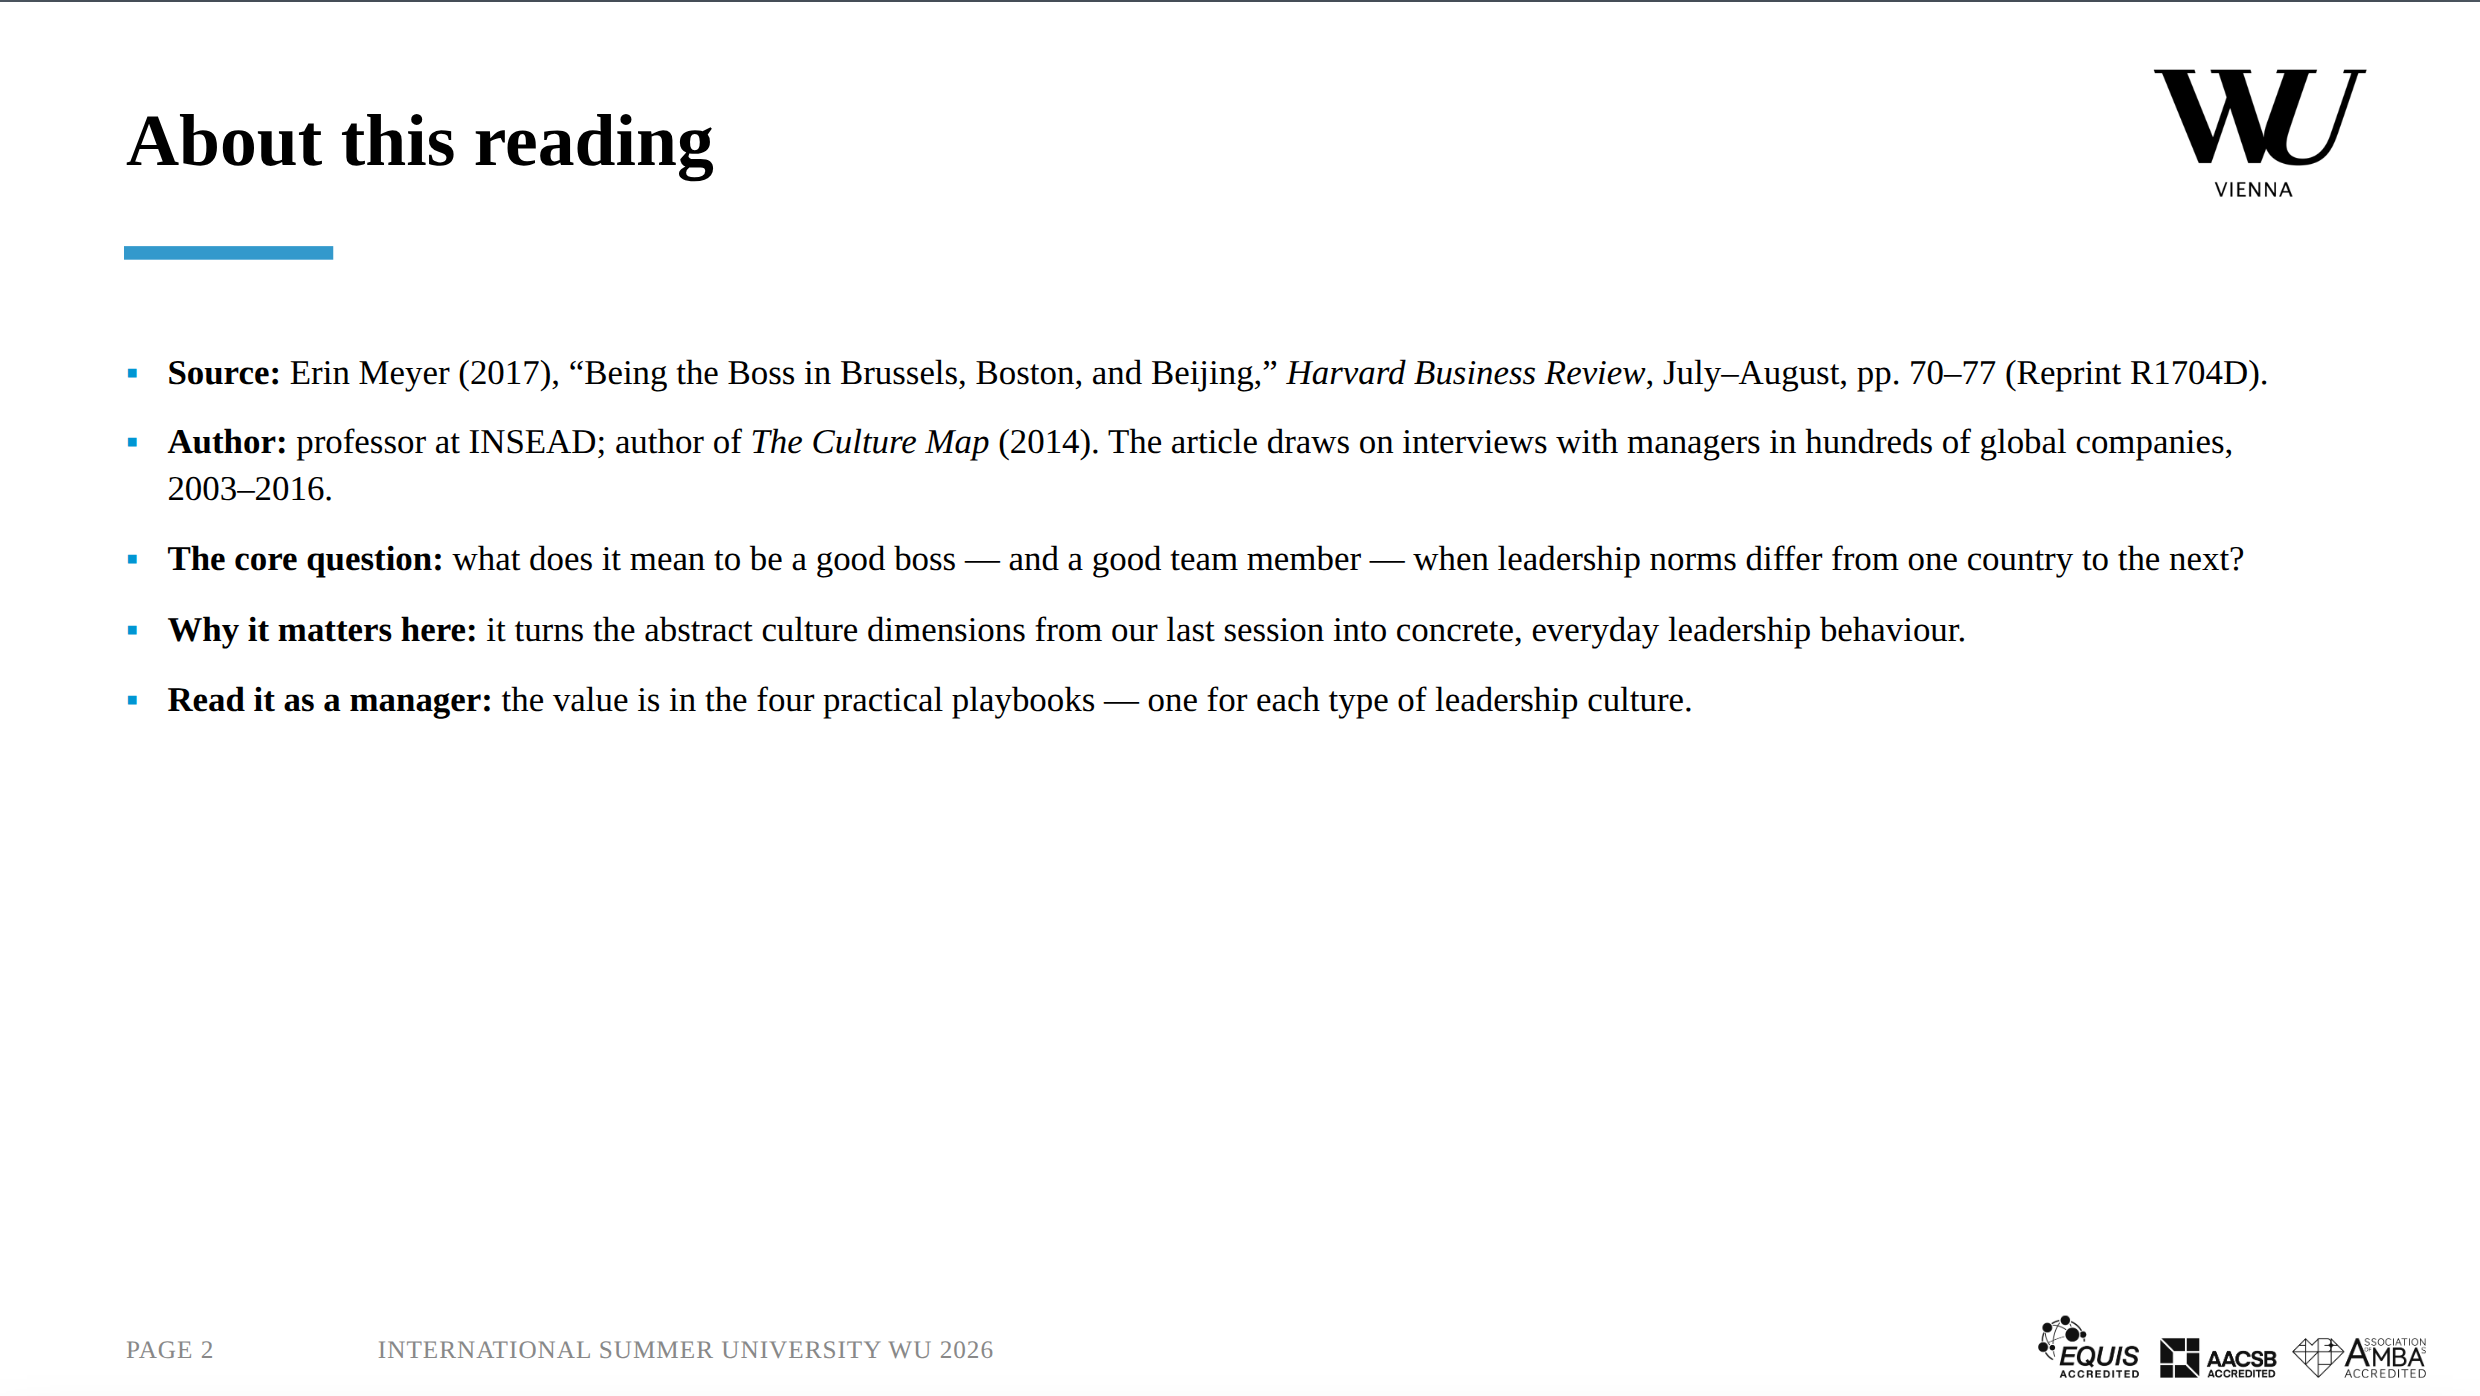 About this reading
WU
VIENNA
▪ Source: Erin Meyer (2017), “Being the Boss in Brussels, Boston, and Beijing,” Harvard Business Review, July–August, pp. 70–77 (Reprint R1704D).
▪ Author: professor at INSEAD; author of The Culture Map (2014). The article draws on interviews with managers in hundreds of global companies,
2003–2016.
▪ The core question: what does it mean to be a good boss — and a good team member — when leadership norms differ from one country to the next?
▪ Why it matters here: it turns the abstract culture dimensions from our last session into concrete, everyday leadership behaviour.
▪ Read it as a manager: the value is in the four practical playbooks — one for each type of leadership culture.
PAGE 2
INTERNATIONAL SUMMER UNIVERSITY WU 2026
EQUIS
ACCREDITED
AACSB
ACCREDITED
ASSOCIATION
OF
AMBAS
ACCREDITED